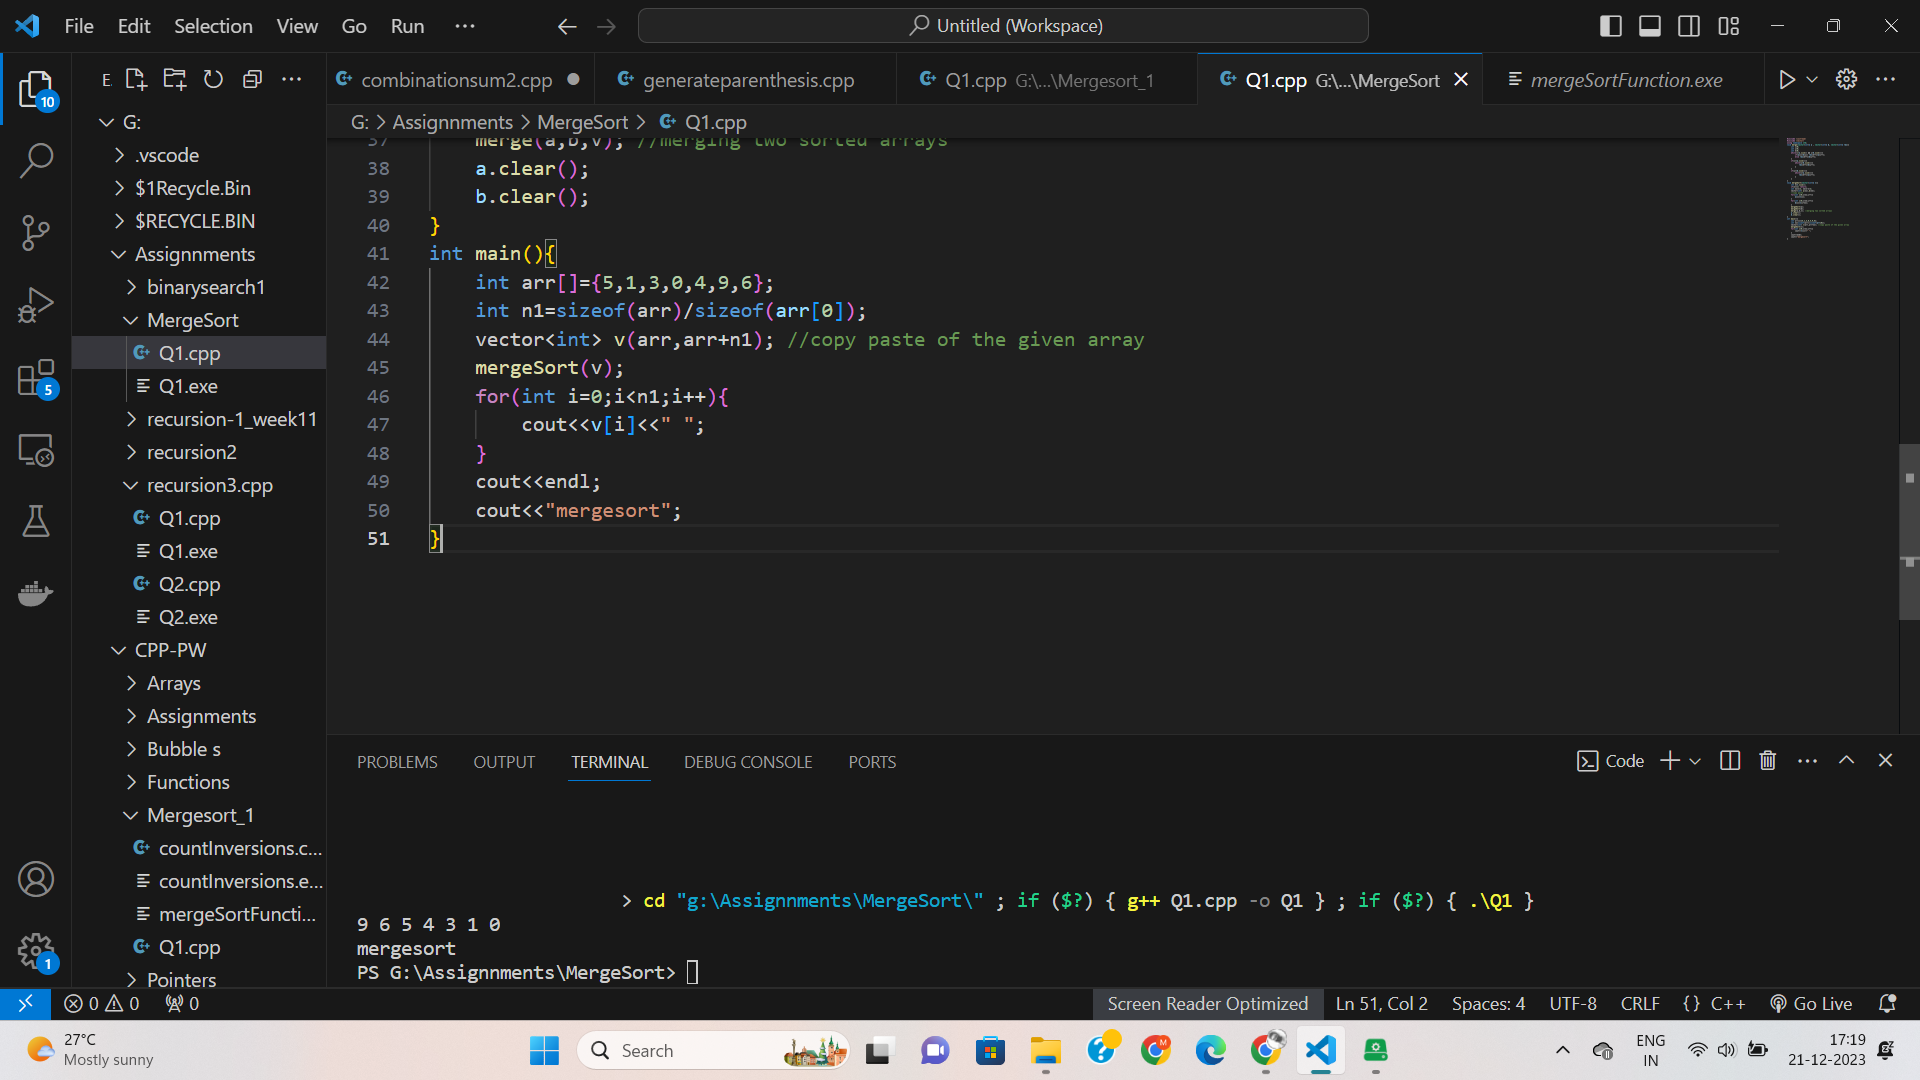 File Edit Selection View Go Run ···
Untitled (Workspace)
E
combinationsum2.cpp
generateparenthesis.cpp
Q1.cpp G:\...\Mergesort_1
Q1.cpp G:\...\MergeSort
mergeSortFunction.exe
G: > Assignnments > MergeSort > Q1.cpp
G:
.vscode
$1Recycle.Bin
$RECYCLE.BIN
Assignnments
binarysearch1
MergeSort
Q1.cpp
Q1.exe
recursion-1_week11
recursion2
recursion3.cpp
Q1.cpp
Q1.exe
Q2.cpp
Q2.exe
CPP-PW
Arrays
Assignments
Bubble s
Functions
Mergesort_1
countInversions.c...
countInversions.e...
mergeSortFuncti...
Q1.cpp
Pointers
10
5
1
37 merge(a,b,v); //merging two sorted arrays
38 a.clear();
39 b.clear();
40 }
41 int main(){
42 int arr[]={5,1,3,0,4,9,6};
43 int n1=sizeof(arr)/sizeof(arr[0]);
44 vector<int> v(arr,arr+n1); //copy paste of the given array
45 mergeSort(v);
46 for(int i=0;i<n1;i++){
47 cout<<v[i]<<" ";
48 }
49 cout<<endl;
50 cout<<"mergesort";
51 }
PROBLEMS OUTPUT TERMINAL DEBUG CONSOLE PORTS
Code
> cd "g:\Assignnments\MergeSort\" ; if ($?) { g++ Q1.cpp -o Q1 } ; if ($?) { .\Q1 }
9 6 5 4 3 1 0
mergesort
PS G:\Assignnments\MergeSort>
0 0 0
Screen Reader Optimized Ln 51, Col 2 Spaces: 4 UTF-8 CRLF {} C++ Go Live
27°C
Mostly sunny
Search
ENG
IN
17:19
21-12-2023